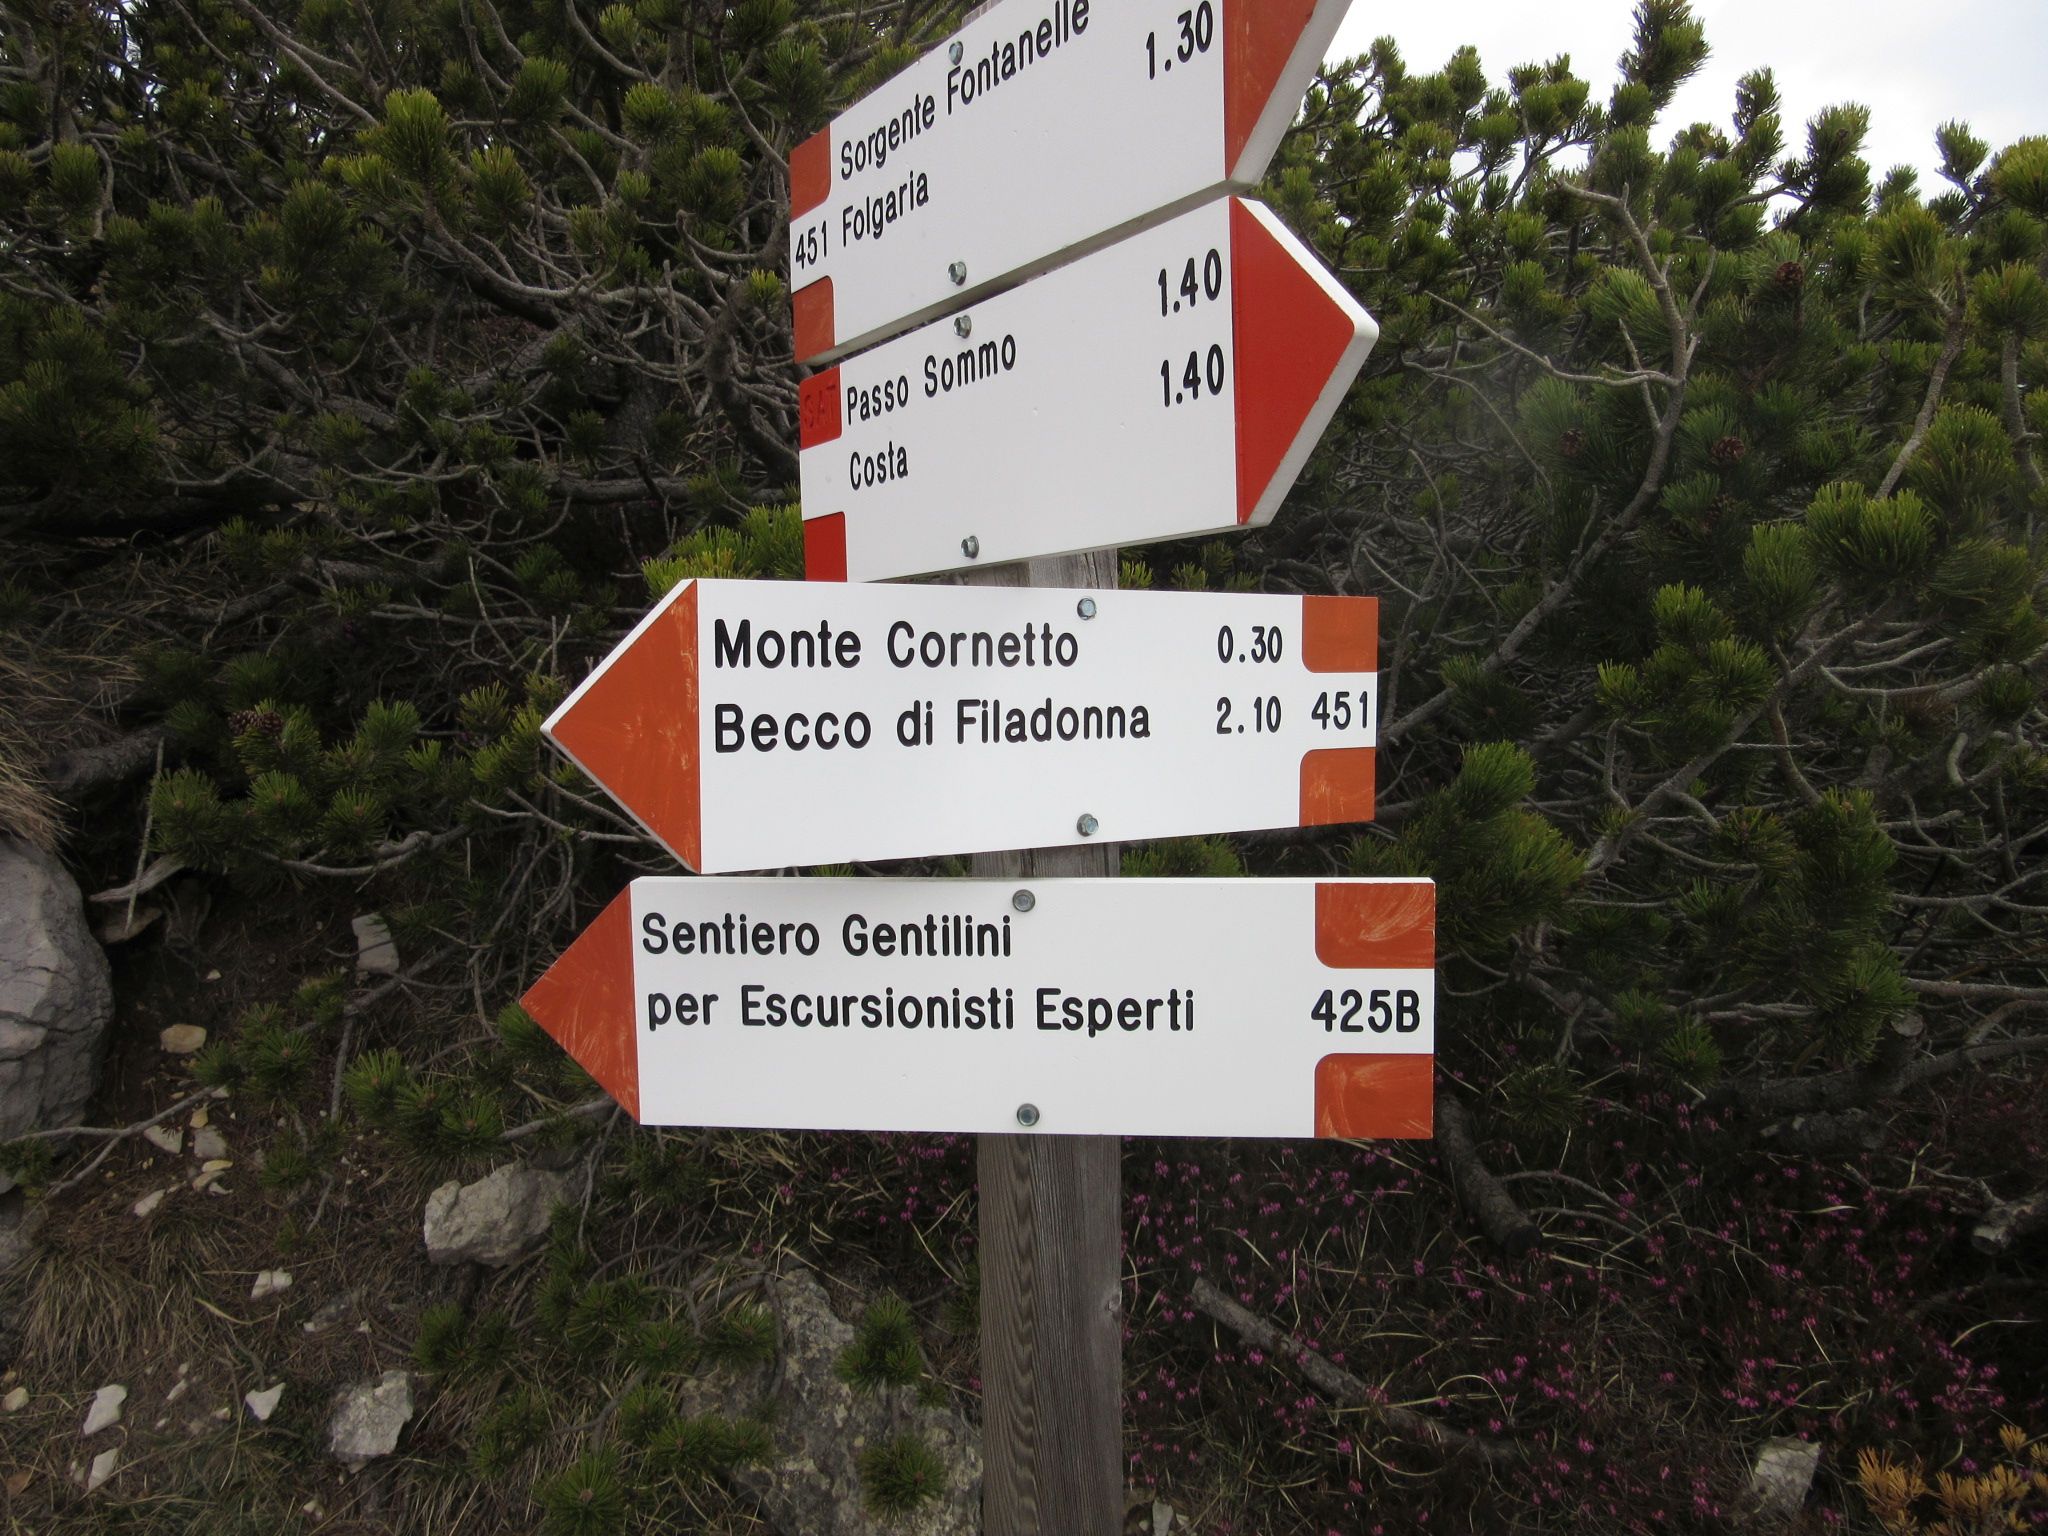 Sorgente Fontanelle
451 Folgaria 1.30
1.40
SAT Passo Sommo
Costa 1.40
Monte Cornetto 0.30
Becco di Filadonna 2.10 451
Sentiero Gentilini
per Escursionisti Esperti 425B